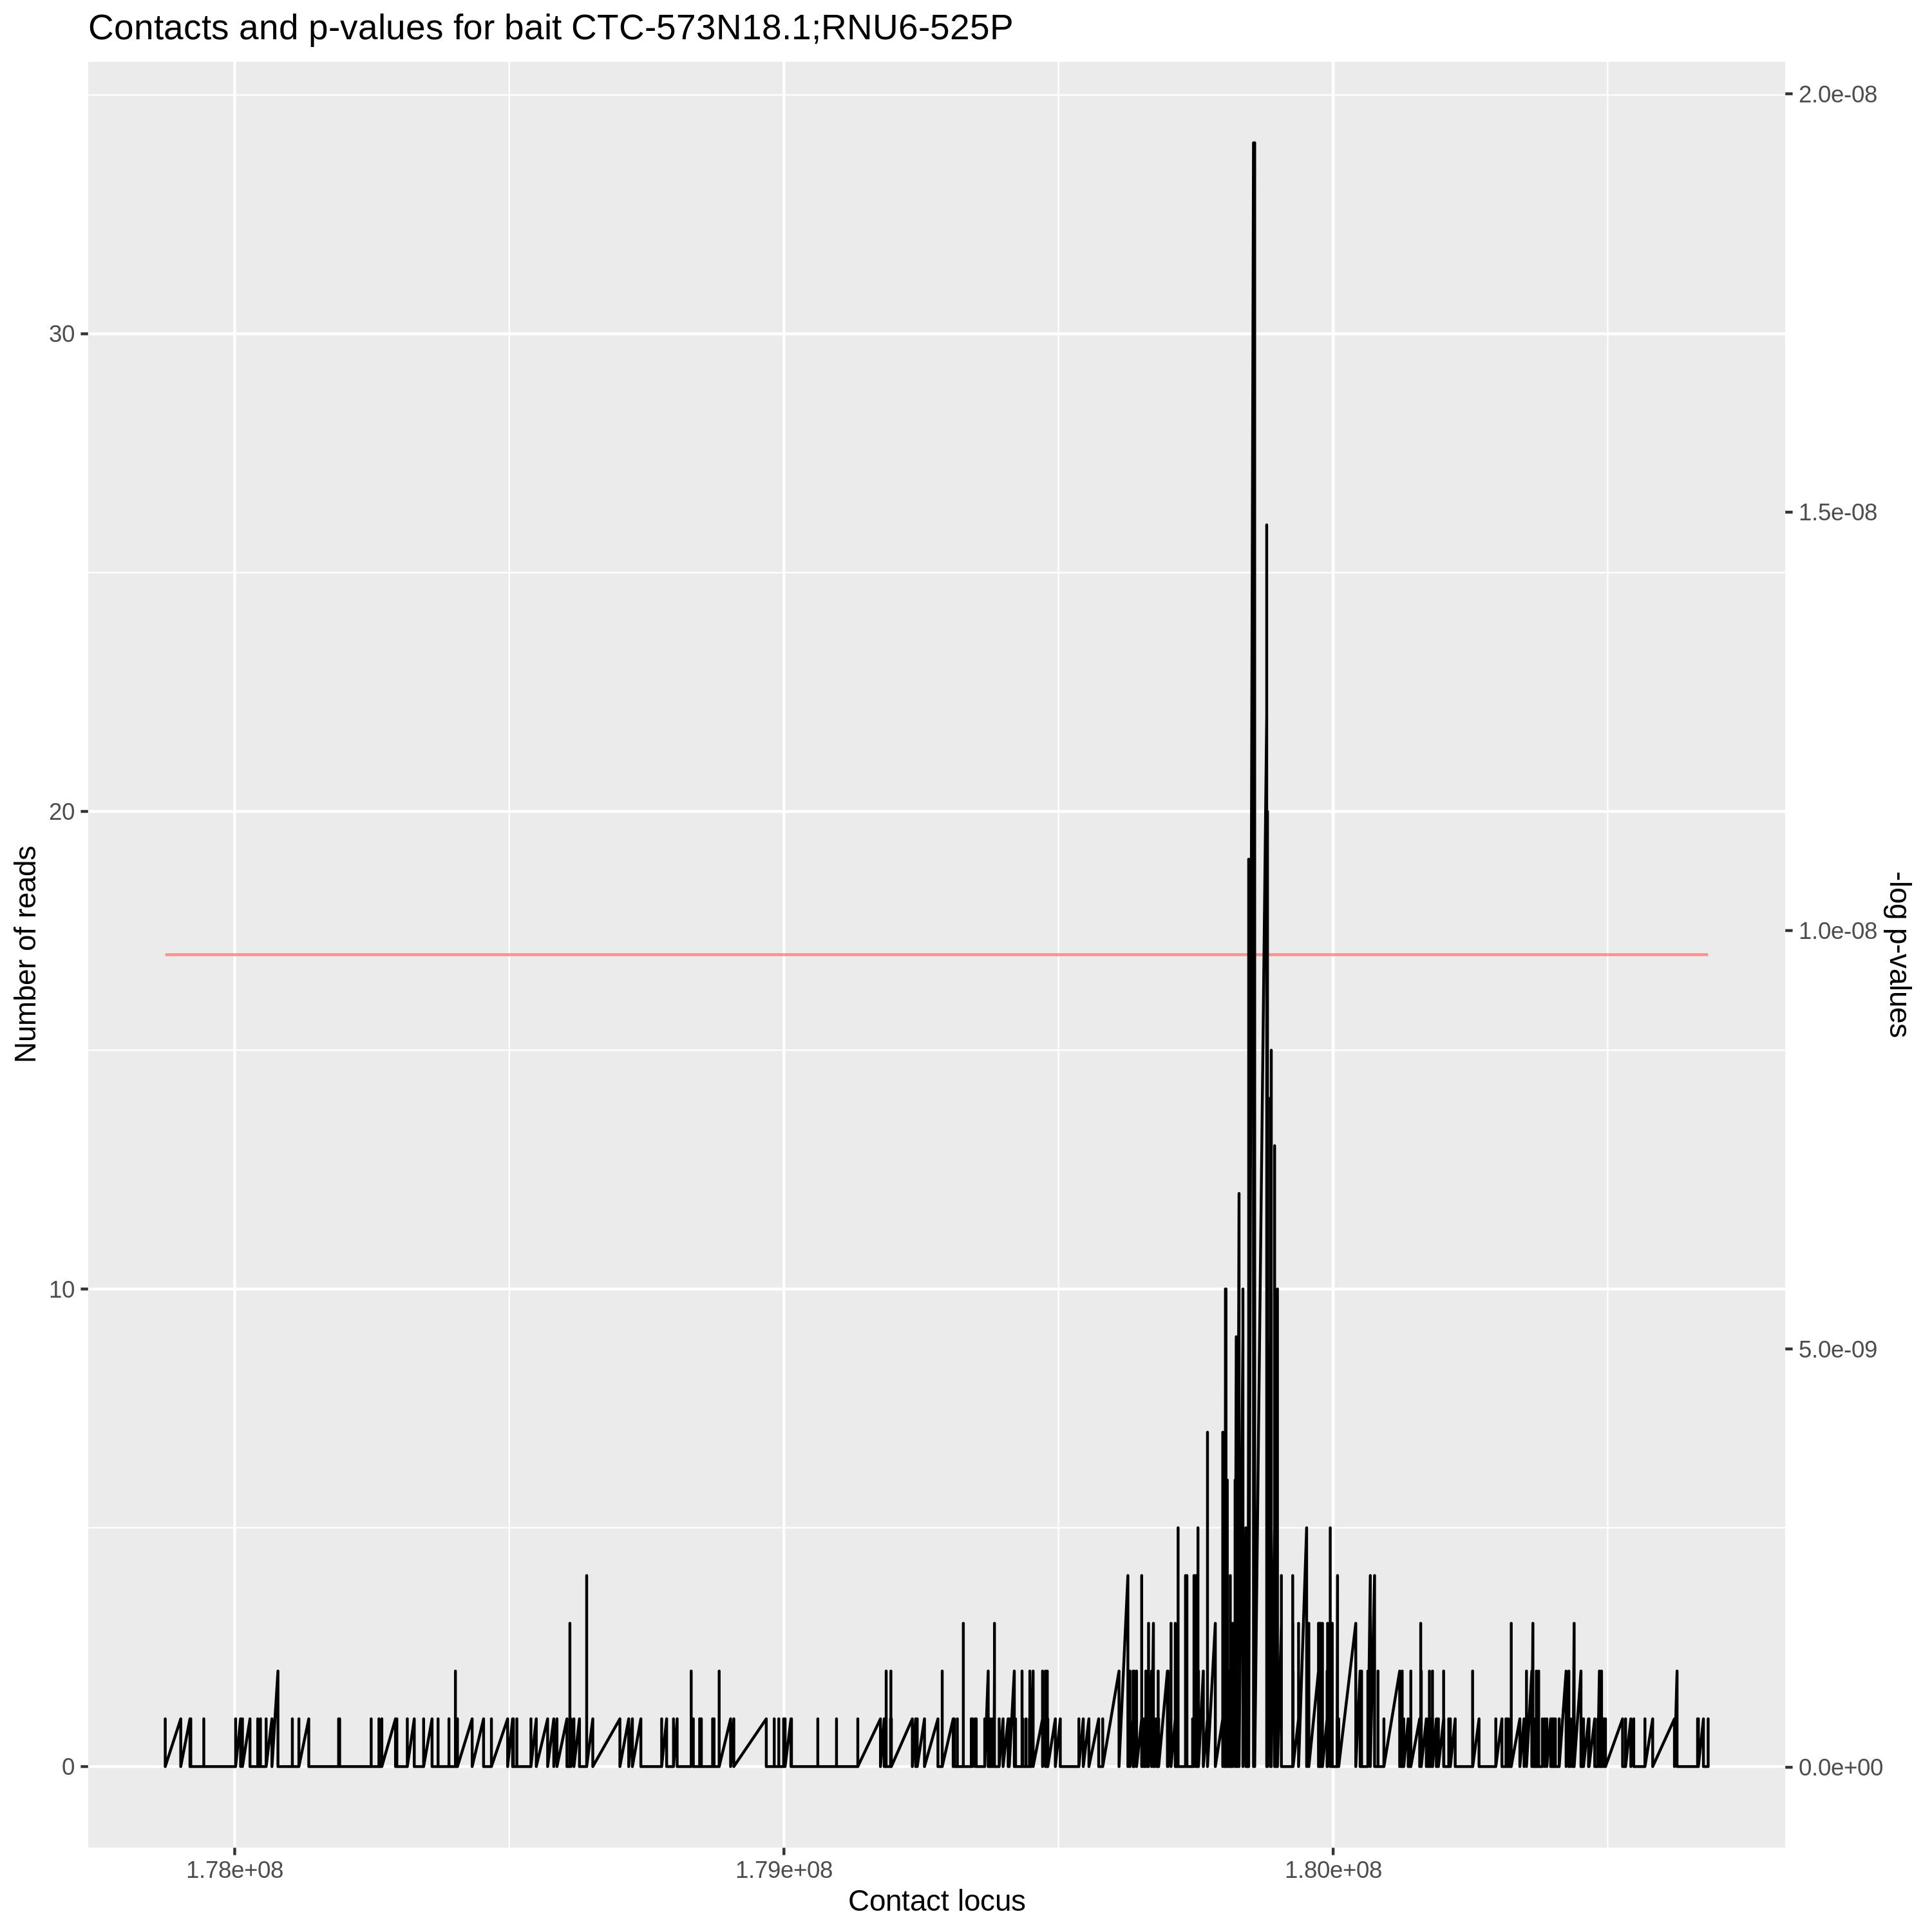 Contacts and p-values for bait CTC-573N18.1;RNU6-525P
Number of reads
30
20
10
0
2.0e-08
1.5e-08
1.0e-08
5.0e-09
0.0e+00
-log p-values
1.78e+08
1.79e+08
1.80e+08
Contact locus